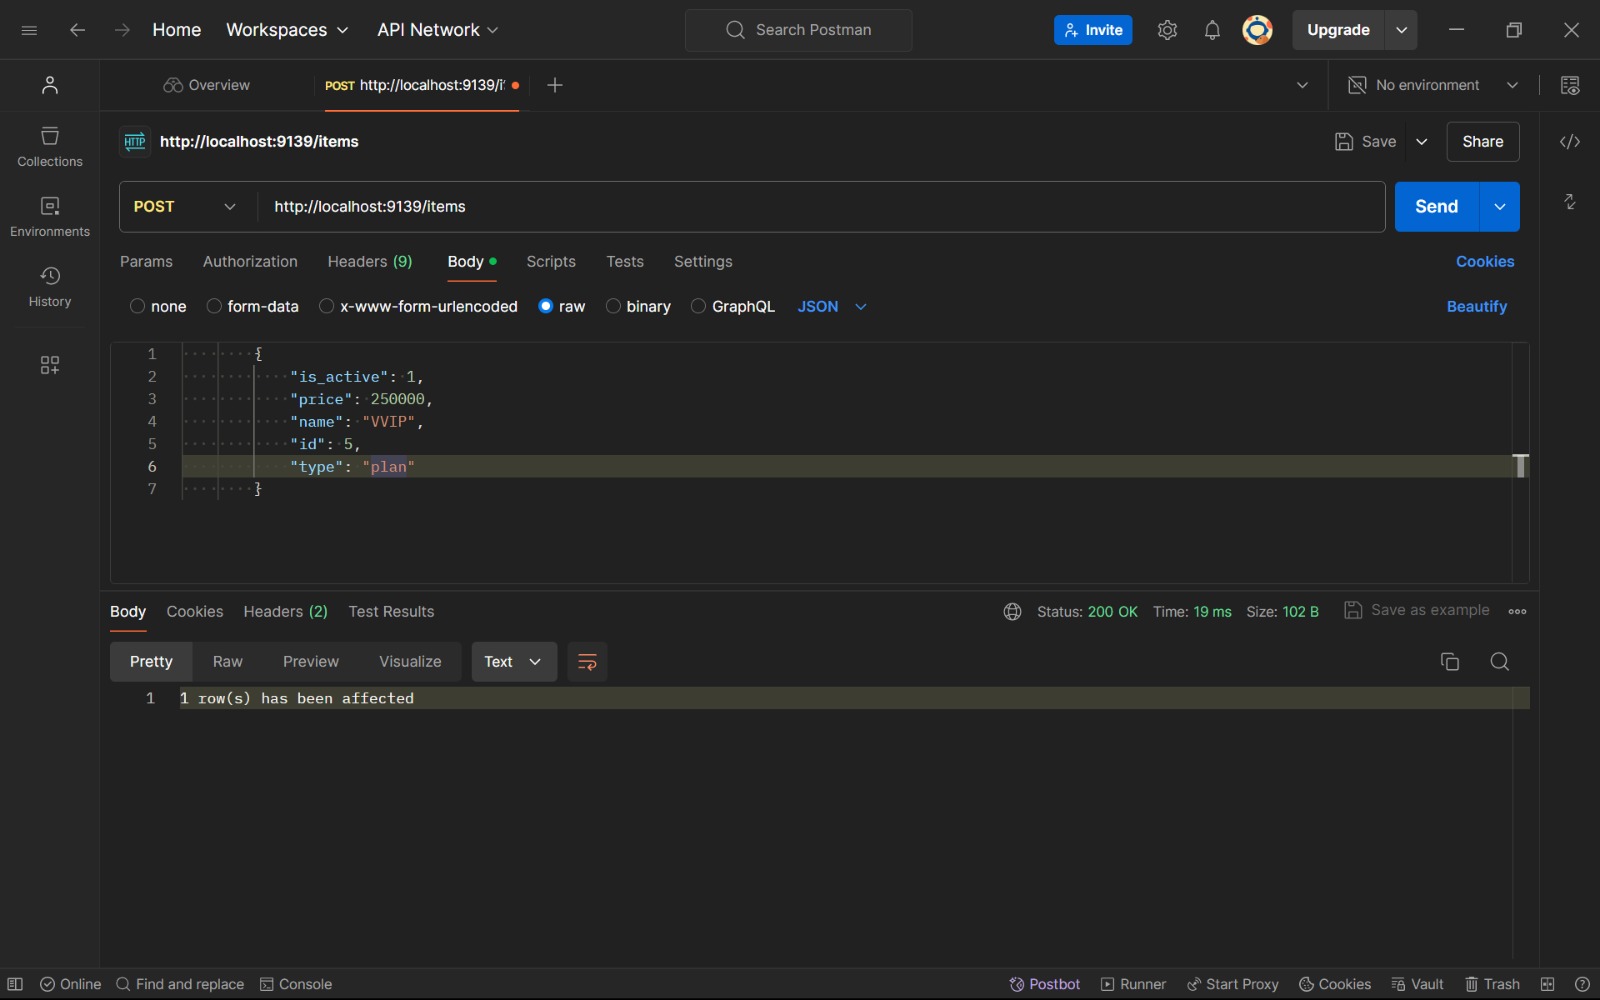 Home Workspaces API Network Search Postman Invite Upgrade
Overview POST http://localhost:9139/i No environment
HTTP http://localhost:9139/items Save Share
Collections
POST http://localhost:9139/items Send
Environments
Params Authorization Headers (9) Body Scripts Tests Settings Cookies
History
none form-data x-www-form-urlencoded raw binary GraphQL JSON Beautify
1 {
2 "is_active": 1,
3 "price": 250000,
4 "name": "VVIP",
5 "id": 5,
6 "type": "plan"
7 }
Body Cookies Headers (2) Test Results Status: 200 OK Time: 19 ms Size: 102 B Save as example
Pretty Raw Preview Visualize Text
1 1 row(s) has been affected
Online Find and replace Console Postbot Runner Start Proxy Cookies Vault Trash